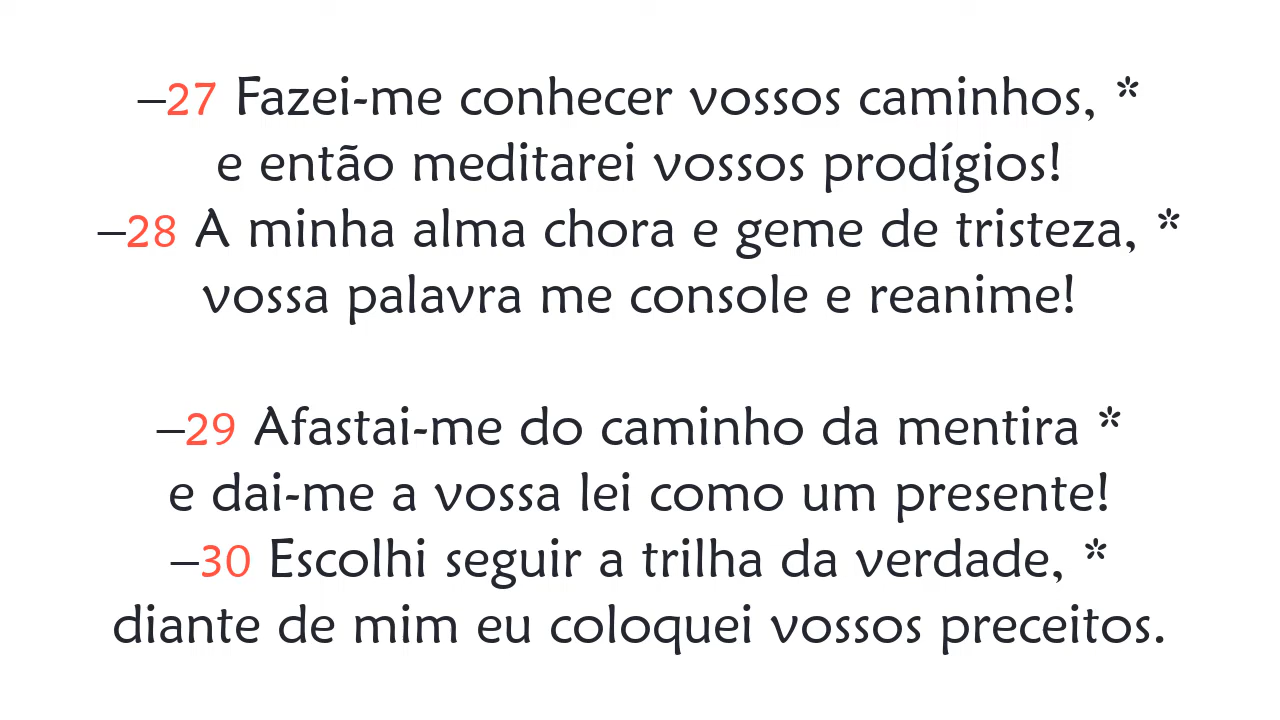 –27 Fazei-me conhecer vossos caminhos, *
e então meditarei vossos prodígios!
–28 A minha alma chora e geme de tristeza, *
vossa palavra me console e reanime!
–29 Afastai-me do caminho da mentira *
e dai-me a vossa lei como um presente!
–30 Escolhi seguir a trilha da verdade, *
diante de mim eu coloquei vossos preceitos.